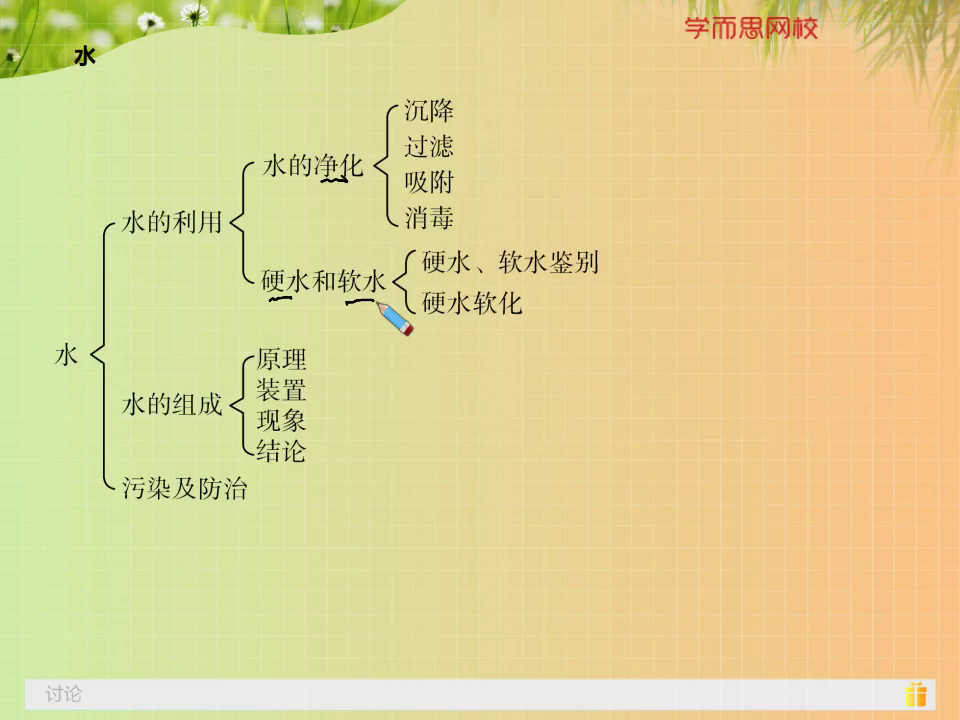 学而思网校
水
沉降
过滤
水的净化
吸附
消毒
水的利用
硬水、软水鉴别
硬水和软水
硬水软化
水
原理
装置
水的组成
现象
结论
污染及防治
讨论